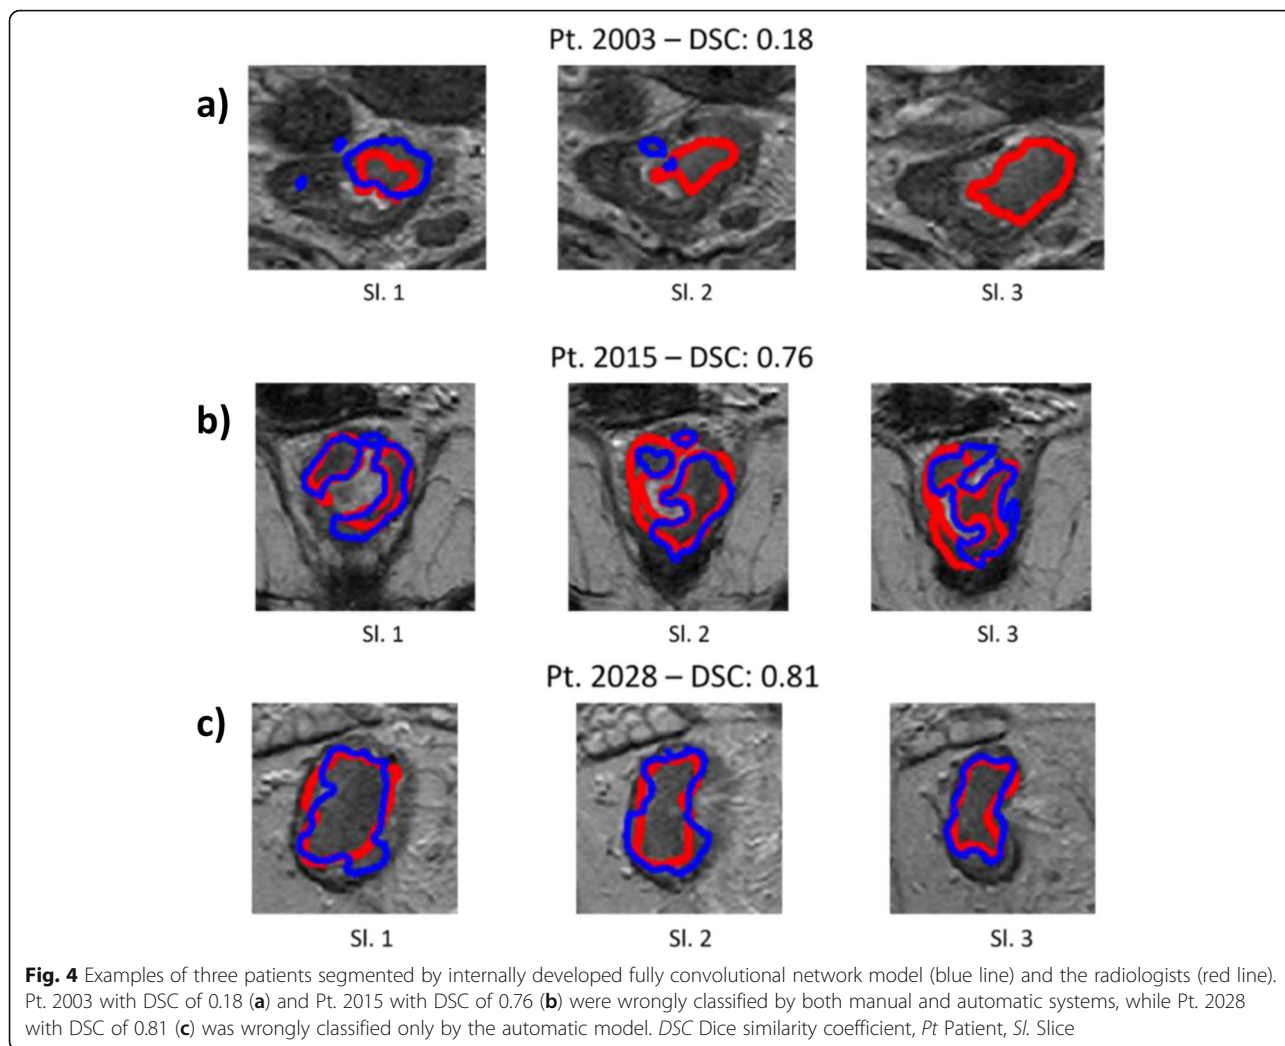 Pt. 2003 – DSC: 0.18
a)
Sl. 1
Sl. 2
Sl. 3
Pt. 2015 – DSC: 0.76
b)
Sl. 1
Sl. 2
Sl. 3
Pt. 2028 – DSC: 0.81
c)
Sl. 1
Sl. 2
Sl. 3
Fig. 4 Examples of three patients segmented by internally developed fully convolutional network model (blue line) and the radiologists (red line).
Pt. 2003 with DSC of 0.18 (a) and Pt. 2015 with DSC of 0.76 (b) were wrongly classified by both manual and automatic systems, while Pt. 2028
with DSC of 0.81 (c) was wrongly classified only by the automatic model. DSC Dice similarity coefficient, Pt Patient, Sl. Slice